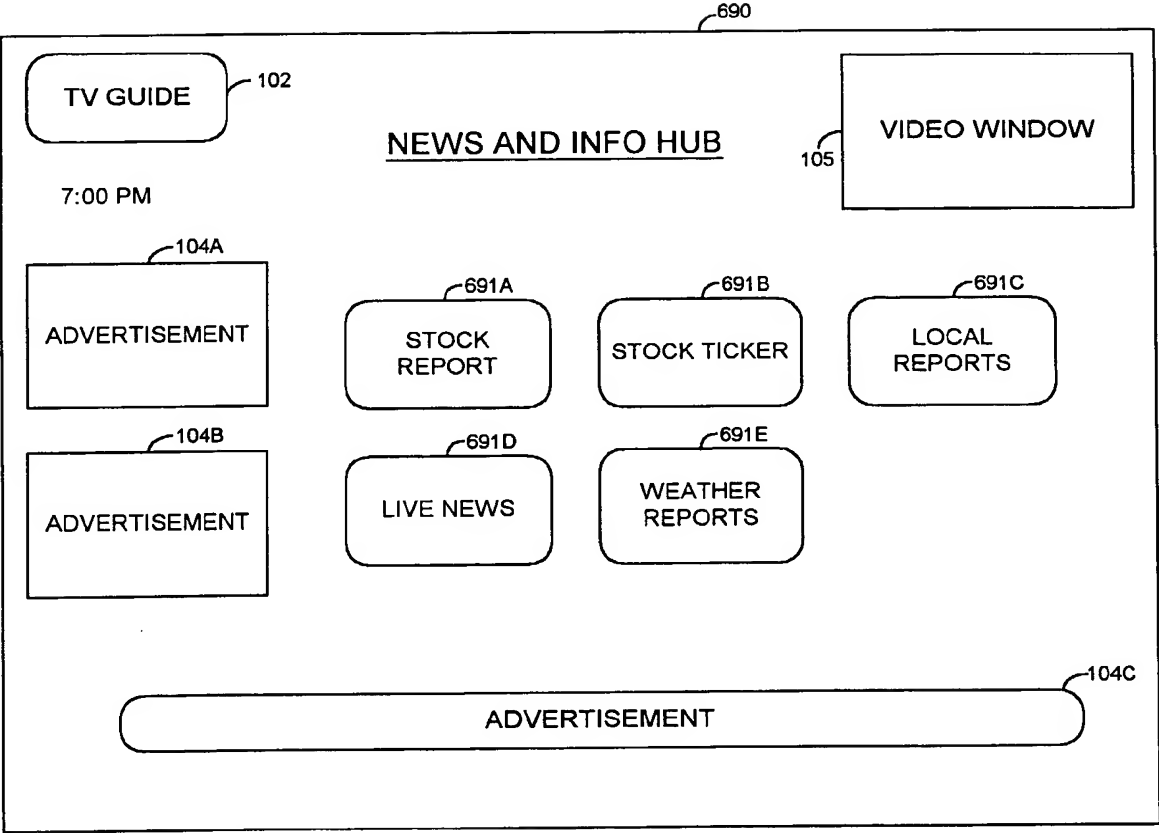 690
TV GUIDE
102
NEWS AND INFO HUB
VIDEO WINDOW
105
7:00 PM
104A
ADVERTISEMENT
691A
STOCK
REPORT
691B
STOCK TICKER
691C
LOCAL
REPORTS
104B
ADVERTISEMENT
691D
LIVE NEWS
691E
WEATHER
REPORTS
104C
ADVERTISEMENT